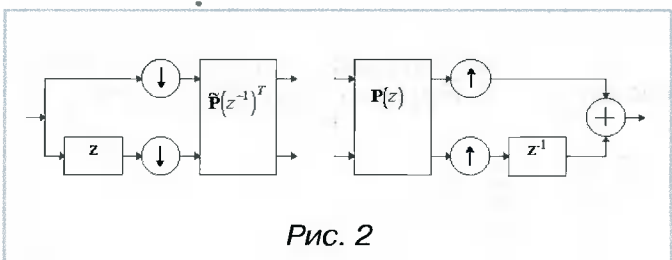 ↓ P̃(z⁻¹)ᵀ P(z) ↑ +
z ↓ ↑ z⁻¹
Рис. 2